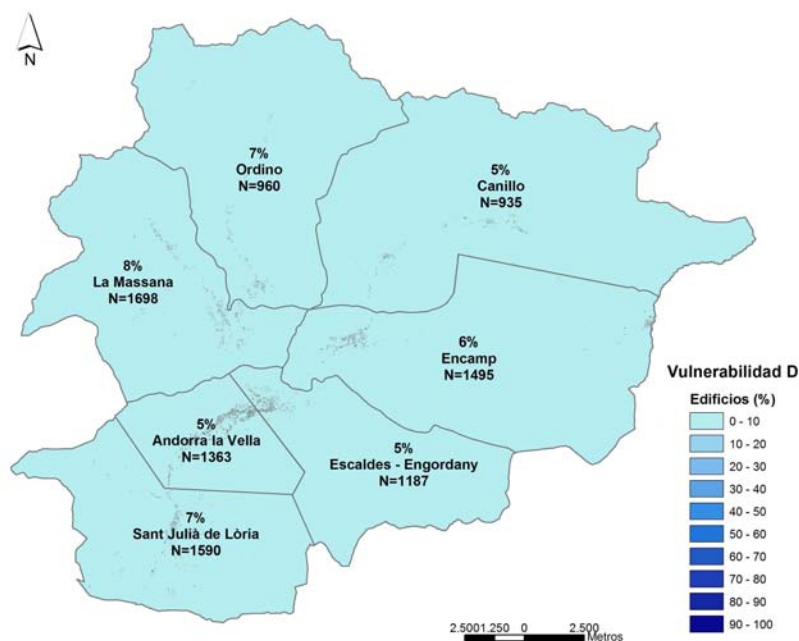 N
7%
Ordino
N=960
5%
Canillo
N=935
8%
La Massana
N=1698
6%
Encamp
N=1495
5%
Andorra la Vella
N=1363
5%
Escaldes - Engordany
N=1187
7%
Sant Julià de Lòria
N=1590
Vulnerabilidad D
Edificios (%)
0 - 10
10 - 20
20 - 30
30 - 40
40 - 50
50 - 60
60 - 70
70 - 80
80 - 90
90 - 100
2.5001.250 0 2.500
Metros